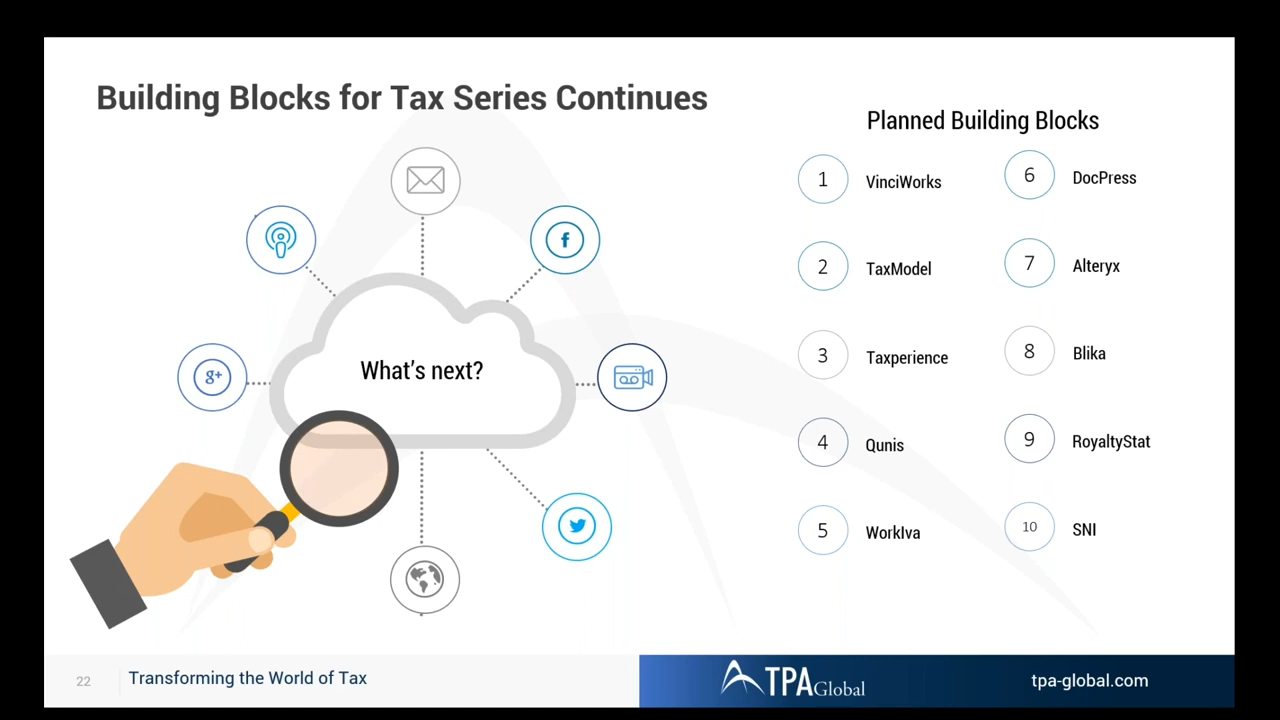 Building Blocks for Tax Series Continues
Planned Building Blocks
1 VinciWorks
2 TaxModel
3 Taxperience
4 Qunis
5 WorkIva
6 DocPress
7 Alteryx
8 Blika
9 RoyaltyStat
10 SNI
f
g+
What's next?
22
Transforming the World of Tax
TPA Global
tpa-global.com